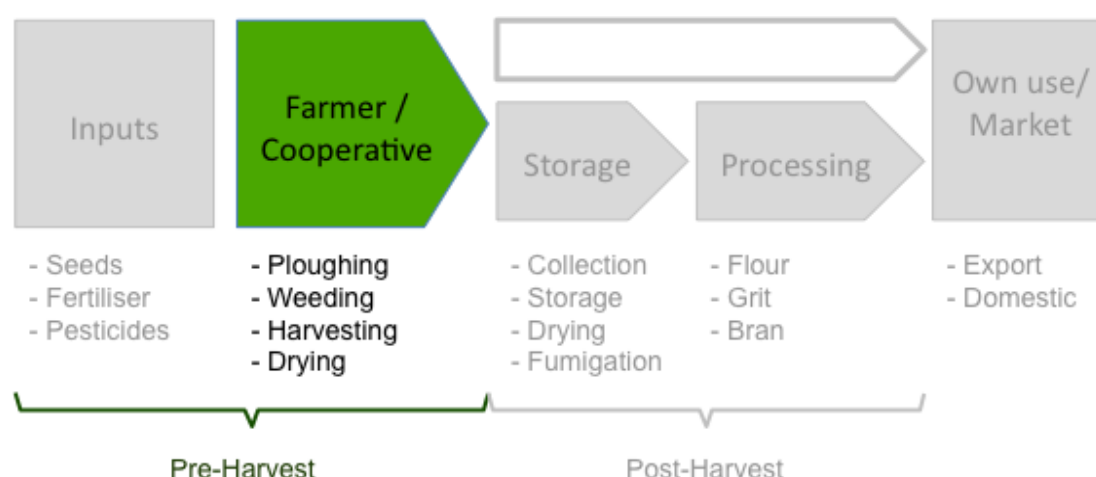 Inputs
Farmer /
Cooperative
Storage
Processing
Own use/
Market
- Seeds
- Fertiliser
- Pesticides
- Ploughing
- Weeding
- Harvesting
- Drying
- Collection
- Storage
- Drying
- Fumigation
- Flour
- Grit
- Bran
- Export
- Domestic
Pre-Harvest
Post-Harvest